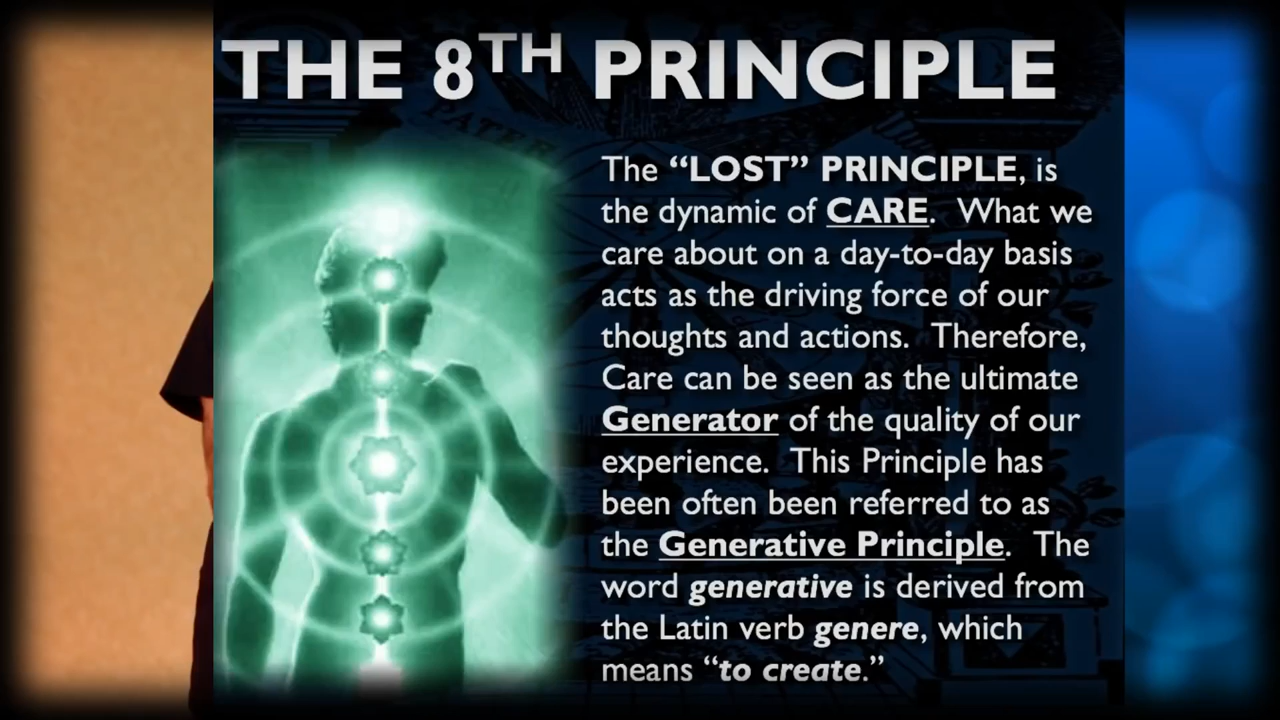 THE 8TH PRINCIPLE
The “LOST” PRINCIPLE, is
the dynamic of CARE. What we
care about on a day-to-day basis
acts as the driving force of our
thoughts and actions. Therefore,
Care can be seen as the ultimate
Generator of the quality of our
experience. This Principle has
been often been referred to as
the Generative Principle. The
word generative is derived from
the Latin verb genere, which
means “to create.”
PATER